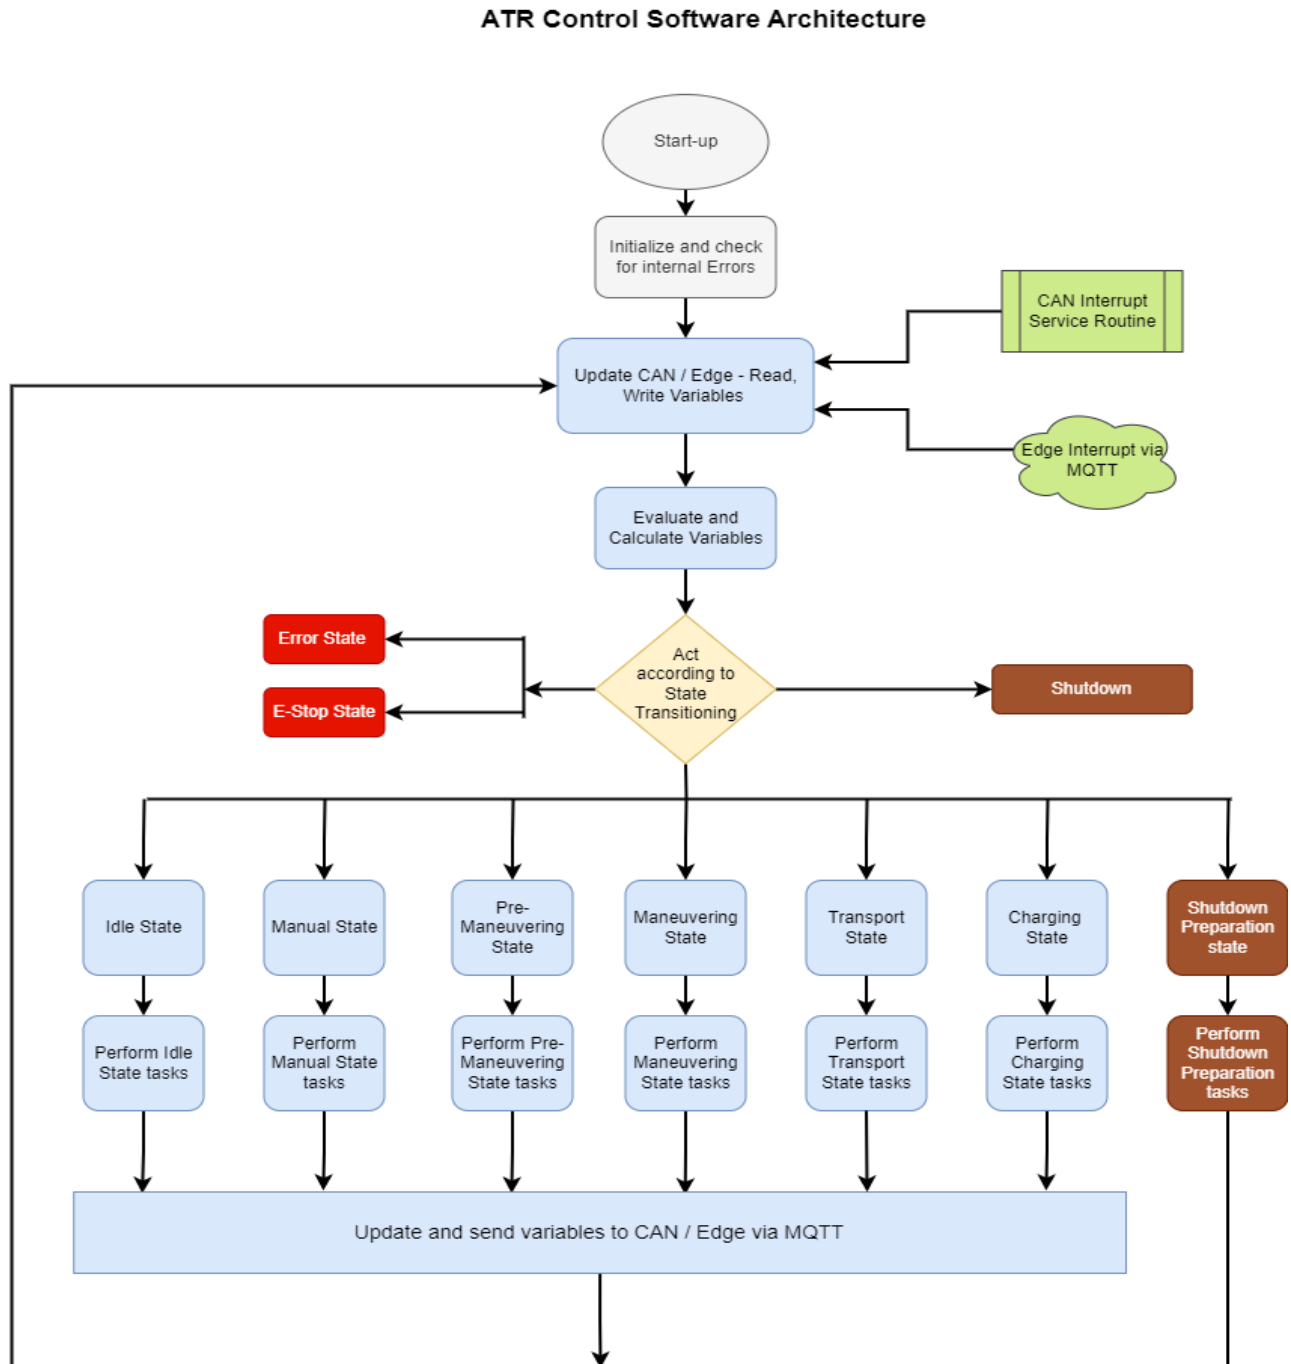 ATR Control Software Architecture
Start-up
Initialize and check
for internal Errors
CAN Interrupt
Service Routine
Update CAN / Edge - Read,
Write Variables
Edge Interrupt via
MQTT
Evaluate and
Calculate Variables
Error State
E-Stop State
Act
according to
State
Transitioning
Shutdown
Idle State
Manual State
Pre-
Maneuvering
State
Maneuvering
State
Transport
State
Charging
State
Shutdown
Preparation
state
Perform Idle
State tasks
Perform
Manual State
tasks
Perform Pre-
Maneuvering
State tasks
Perform
Maneuvering
State tasks
Perform
Transport
State tasks
Perform
Charging
State tasks
Perform
Shutdown
Preparation
tasks
Update and send variables to CAN / Edge via MQTT